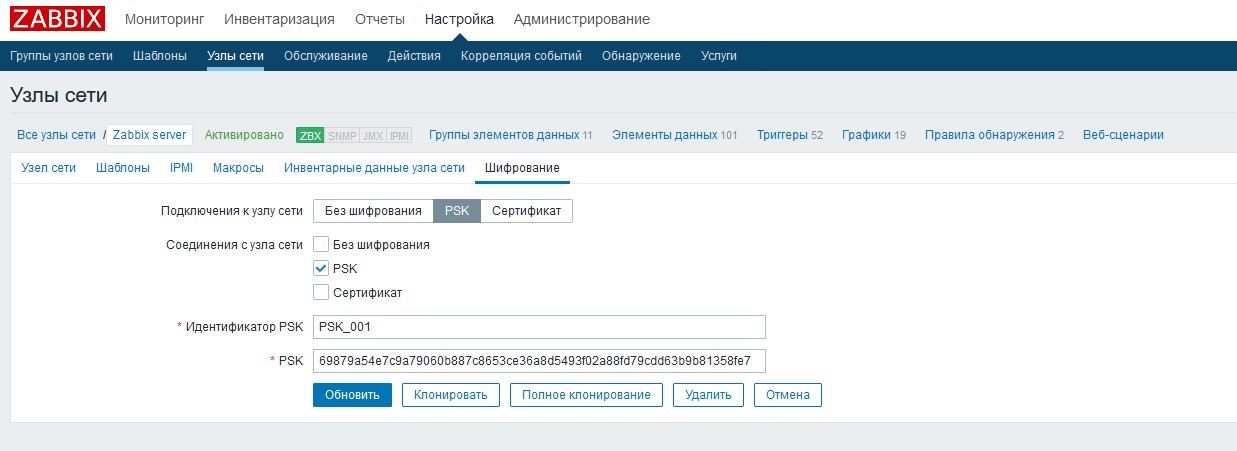 ZABBIX Мониторинг Инвентаризация Отчеты Настройка Администрирование
Группы узлов сети Шаблоны Узлы сети Обслуживание Действия Корреляция событий Обнаружение Услуги
Узлы сети
Все узлы сети / Zabbix server Активировано ZBX SNMP JMX IPMI Группы элементов данных 11 Элементы данных 101 Триггеры 52 Графики 19 Правила обнаружения 2 Веб-сценарии
Узел сети Шаблоны IPMI Макросы Инвентарные данные узла сети Шифрование
Подключения к узлу сети Без шифрования PSK Сертификат
Соединения с узла сети Без шифрования
PSK
Сертификат
* Идентификатор PSK PSK_001
* PSK 69879a54e7c9a79060b887c8653ce36a8d5493f02a88fd79cdd63b9b81358fe7
Обновить Клонировать Полное клонирование Удалить Отмена